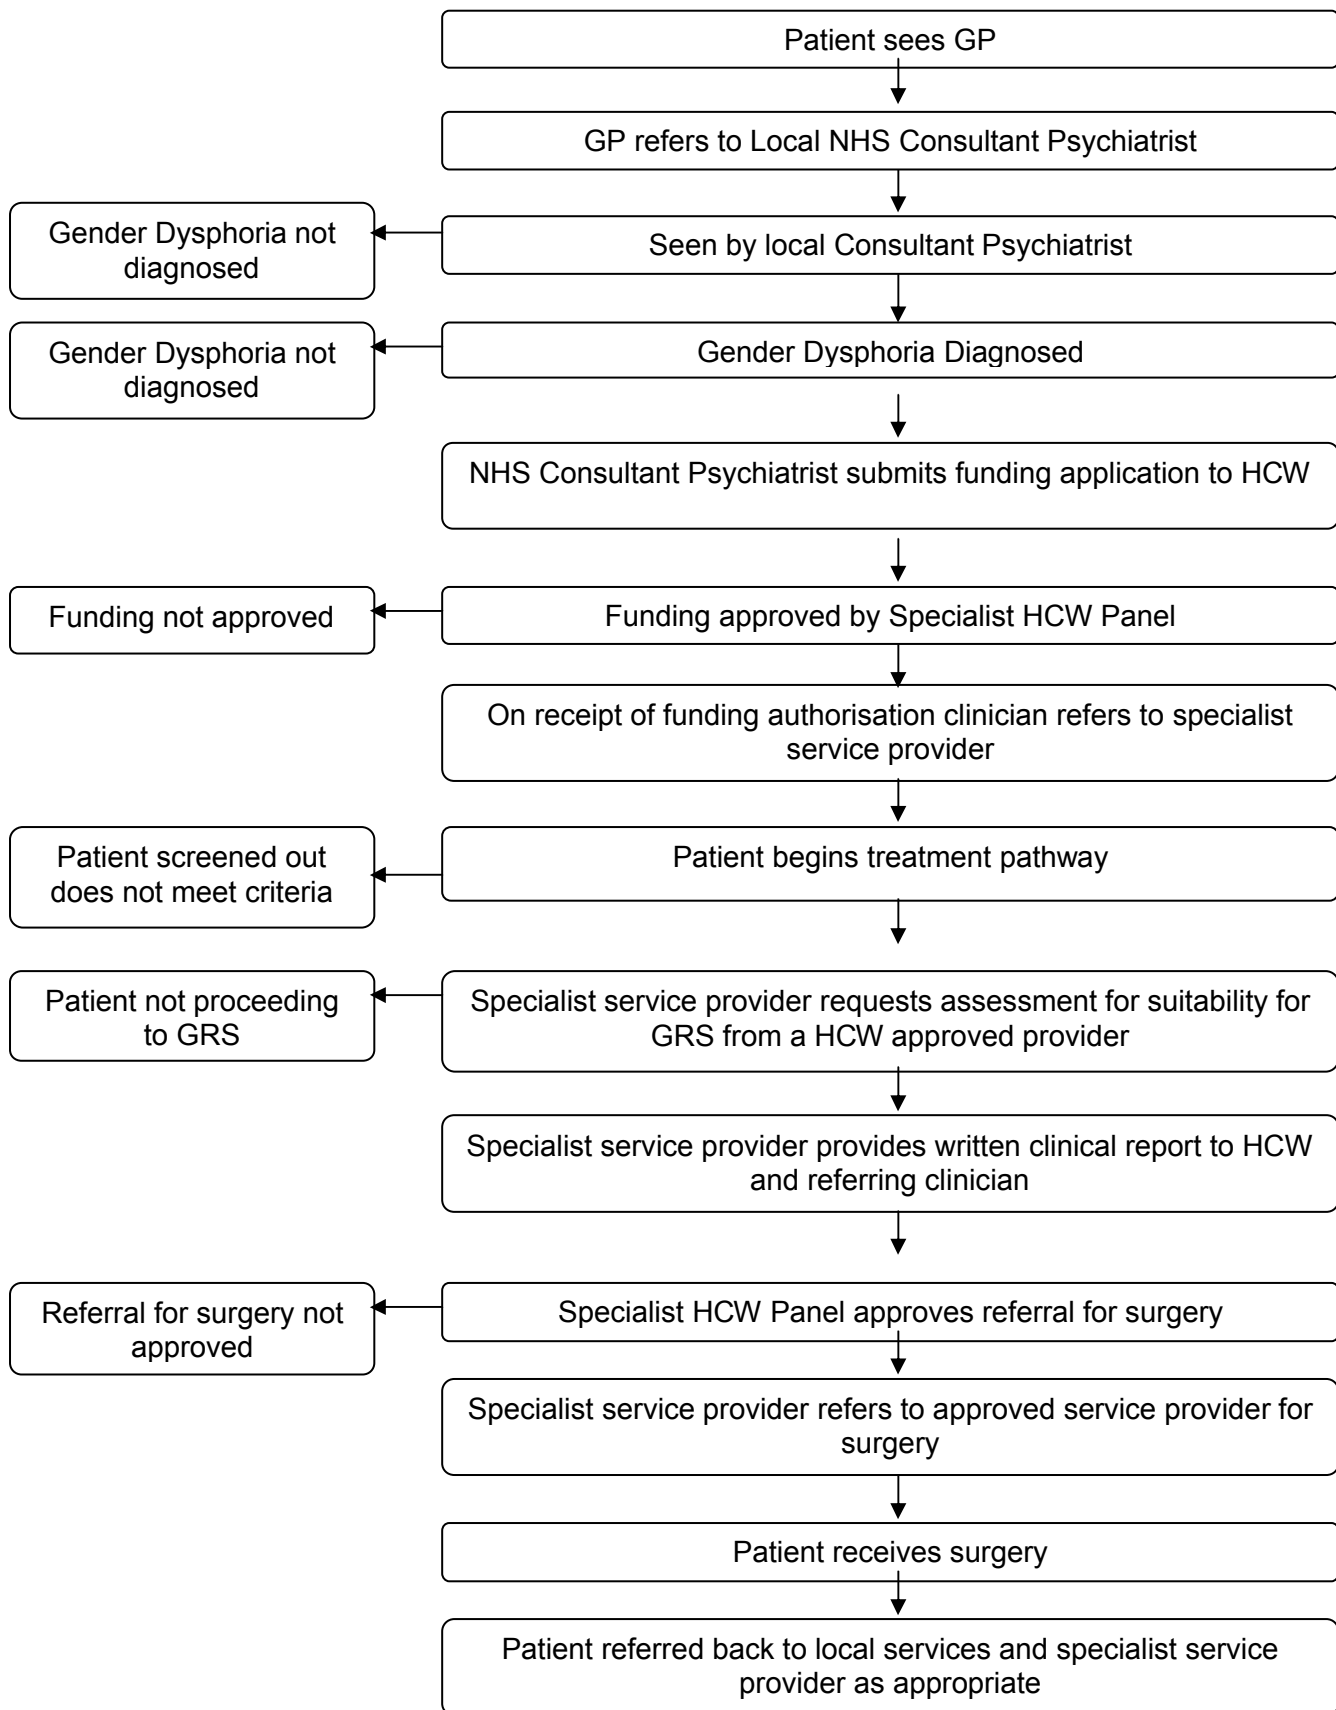 Patient sees GP
GP refers to Local NHS Consultant Psychiatrist
Gender Dysphoria not
diagnosed
Seen by local Consultant Psychiatrist
Gender Dysphoria not
diagnosed
Gender Dysphoria Diagnosed
NHS Consultant Psychiatrist submits funding application to HCW
Funding not approved
Funding approved by Specialist HCW Panel
On receipt of funding authorisation clinician refers to specialist
service provider
Patient screened out
does not meet criteria
Patient begins treatment pathway
Patient not proceeding
to GRS
Specialist service provider requests assessment for suitability for
GRS from a HCW approved provider
Specialist service provider provides written clinical report to HCW
and referring clinician
Referral for surgery not
approved
Specialist HCW Panel approves referral for surgery
Specialist service provider refers to approved service provider for
surgery
Patient receives surgery
Patient referred back to local services and specialist service
provider as appropriate